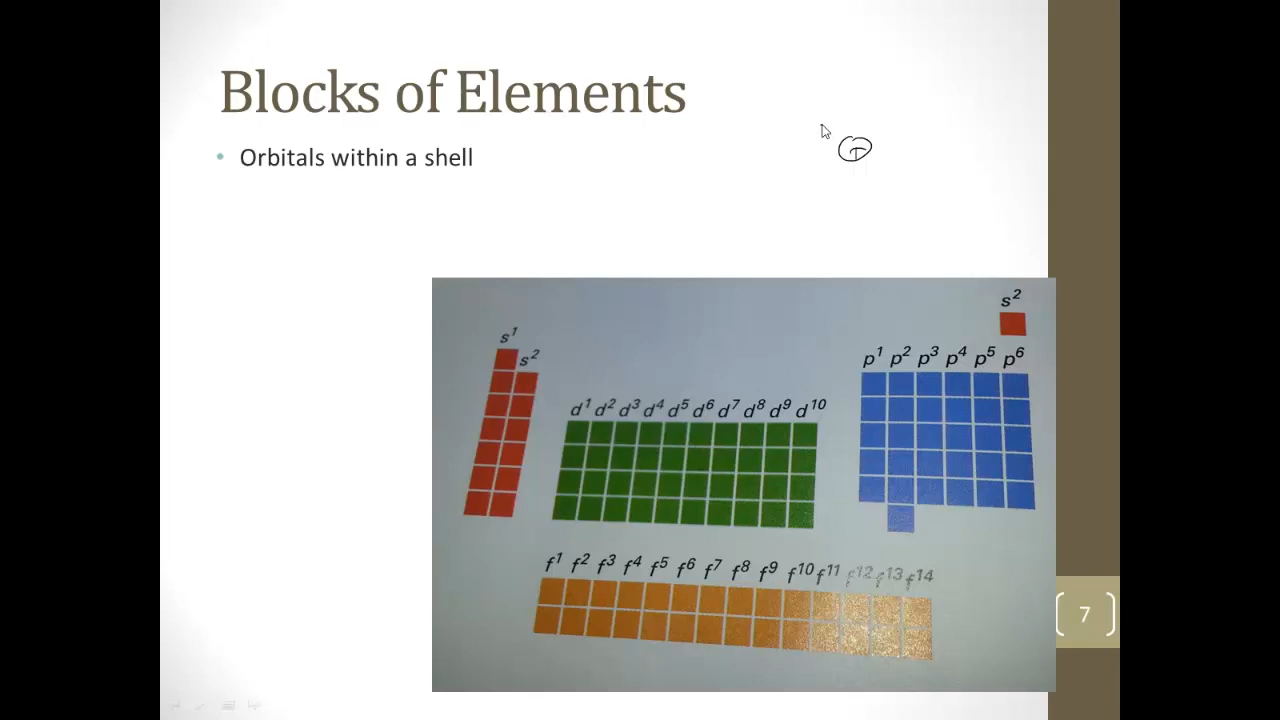 Blocks of Elements
• Orbitals within a shell
s²
s¹
s²
p¹ p² p³ p⁴ p⁵ p⁶
d¹ d² d³ d⁴ d⁵ d⁶ d⁷ d⁸ d⁹ d¹⁰
f¹ f² f³ f⁴ f⁵ f⁶ f⁷ f⁸ f⁹ f¹⁰ f¹¹ f¹² f¹³ f¹⁴
7